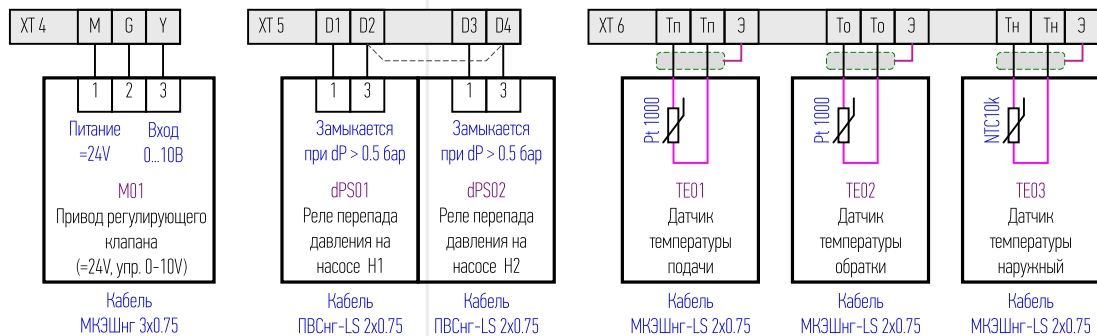 XT 4 M G Y
1 2 3
Питание
=24V
Вход
0...10В
M01
Привод регулирующего
клапана
(=24V, упр. 0-10V)
Кабель
МКЭШнг 3х0.75
XT 5 D1 D2 D3 D4
1 3
Замыкается
при dP > 0.5 бар
dPS01
Реле перепада
давления на
насосе Н1
Кабель
ПВСнг-LS 2х0.75
1 3
Замыкается
при dP > 0.5 бар
dPS02
Реле перепада
давления на
насосе Н2
Кабель
ПВСнг-LS 2х0.75
XT 6 Тп Тп Э То То Э Тн Тн Э
Pt 1000
TE01
Датчик
температуры
подачи
Кабель
МКЭШнг-LS 2х0.75
Pt 1000
TE02
Датчик
температуры
обратки
Кабель
МКЭШнг-LS 2х0.75
NTC10k
TE03
Датчик
температуры
наружный
Кабель
МКЭШнг-LS 2х0.75